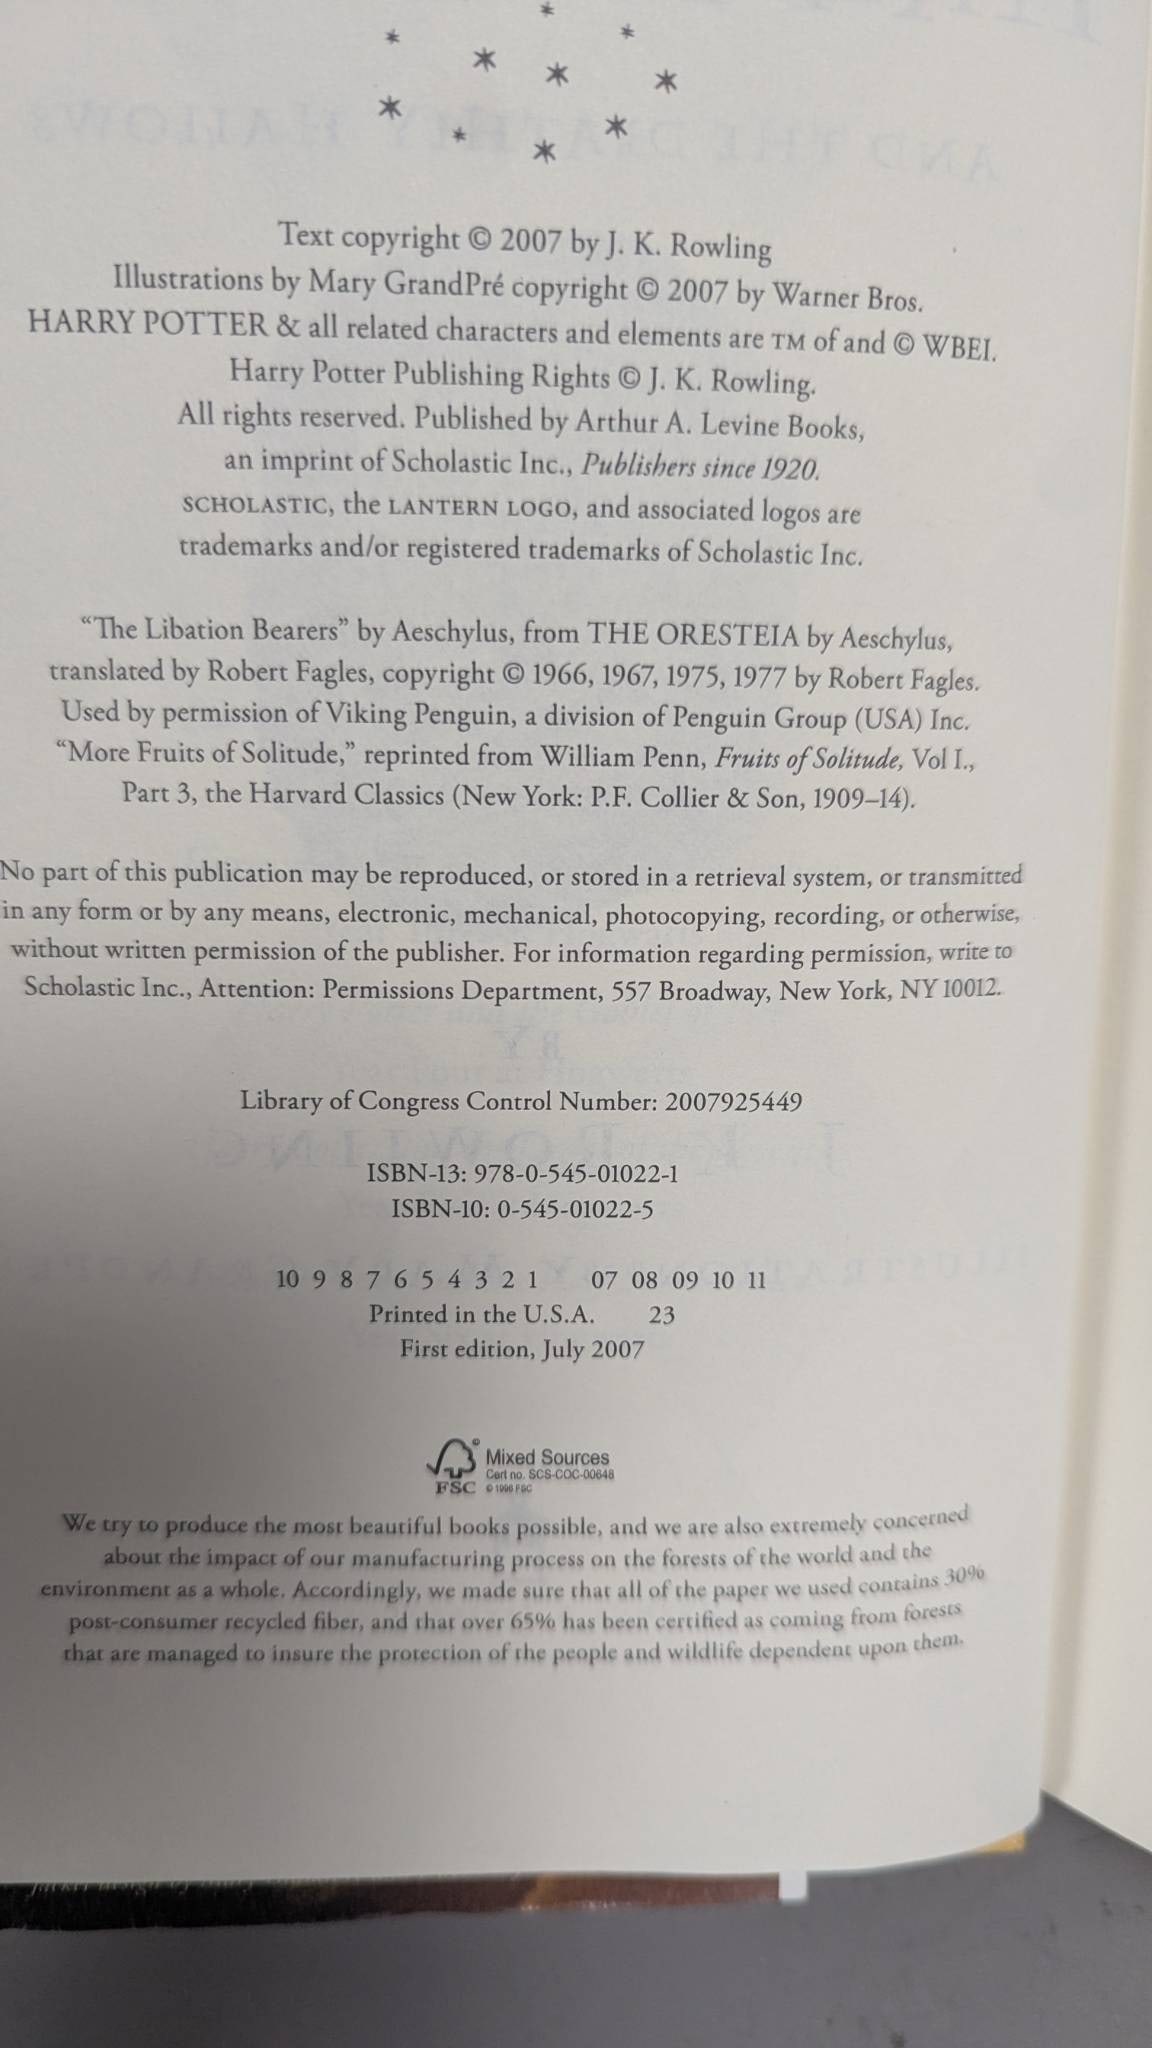 AND THE DEATHLY HALLOWS
Text copyright © 2007 by J. K. Rowling
Illustrations by Mary GrandPré copyright © 2007 by Warner Bros.
HARRY POTTER & all related characters and elements are TM of and © WBEI.
Harry Potter Publishing Rights © J. K. Rowling.
All rights reserved. Published by Arthur A. Levine Books,
an imprint of Scholastic Inc., Publishers since 1920.
SCHOLASTIC, the LANTERN LOGO, and associated logos are
trademarks and/or registered trademarks of Scholastic Inc.
“The Libation Bearers” by Aeschylus, from THE ORESTEIA by Aeschylus,
translated by Robert Fagles, copyright © 1966, 1967, 1975, 1977 by Robert Fagles.
Used by permission of Viking Penguin, a division of Penguin Group (USA) Inc.
“More Fruits of Solitude,” reprinted from William Penn, Fruits of Solitude, Vol I.,
Part 3, the Harvard Classics (New York: P.F. Collier & Son, 1909–14).
No part of this publication may be reproduced, or stored in a retrieval system, or transmitted
in any form or by any means, electronic, mechanical, photocopying, recording, or otherwise,
without written permission of the publisher. For information regarding permission, write to
Scholastic Inc., Attention: Permissions Department, 557 Broadway, New York, NY 10012.
BY
Library of Congress Control Number: 2007925449
J. K. ROWLING
ISBN-13: 978-0-545-01022-1
ISBN-10: 0-545-01022-5
10 9 8 7 6 5 4 3 2 1 07 08 09 10 11
Printed in the U.S.A. 23
First edition, July 2007
Mixed Sources
Cert no. SCS-COC-00648
FSC © 1996 FSC
We try to produce the most beautiful books possible, and we are also extremely concerned
about the impact of our manufacturing process on the forests of the world and the
environment as a whole. Accordingly, we made sure that all of the paper we used contains 30%
post-consumer recycled fiber, and that over 65% has been certified as coming from forests
that are managed to insure the protection of the people and wildlife dependent upon them.